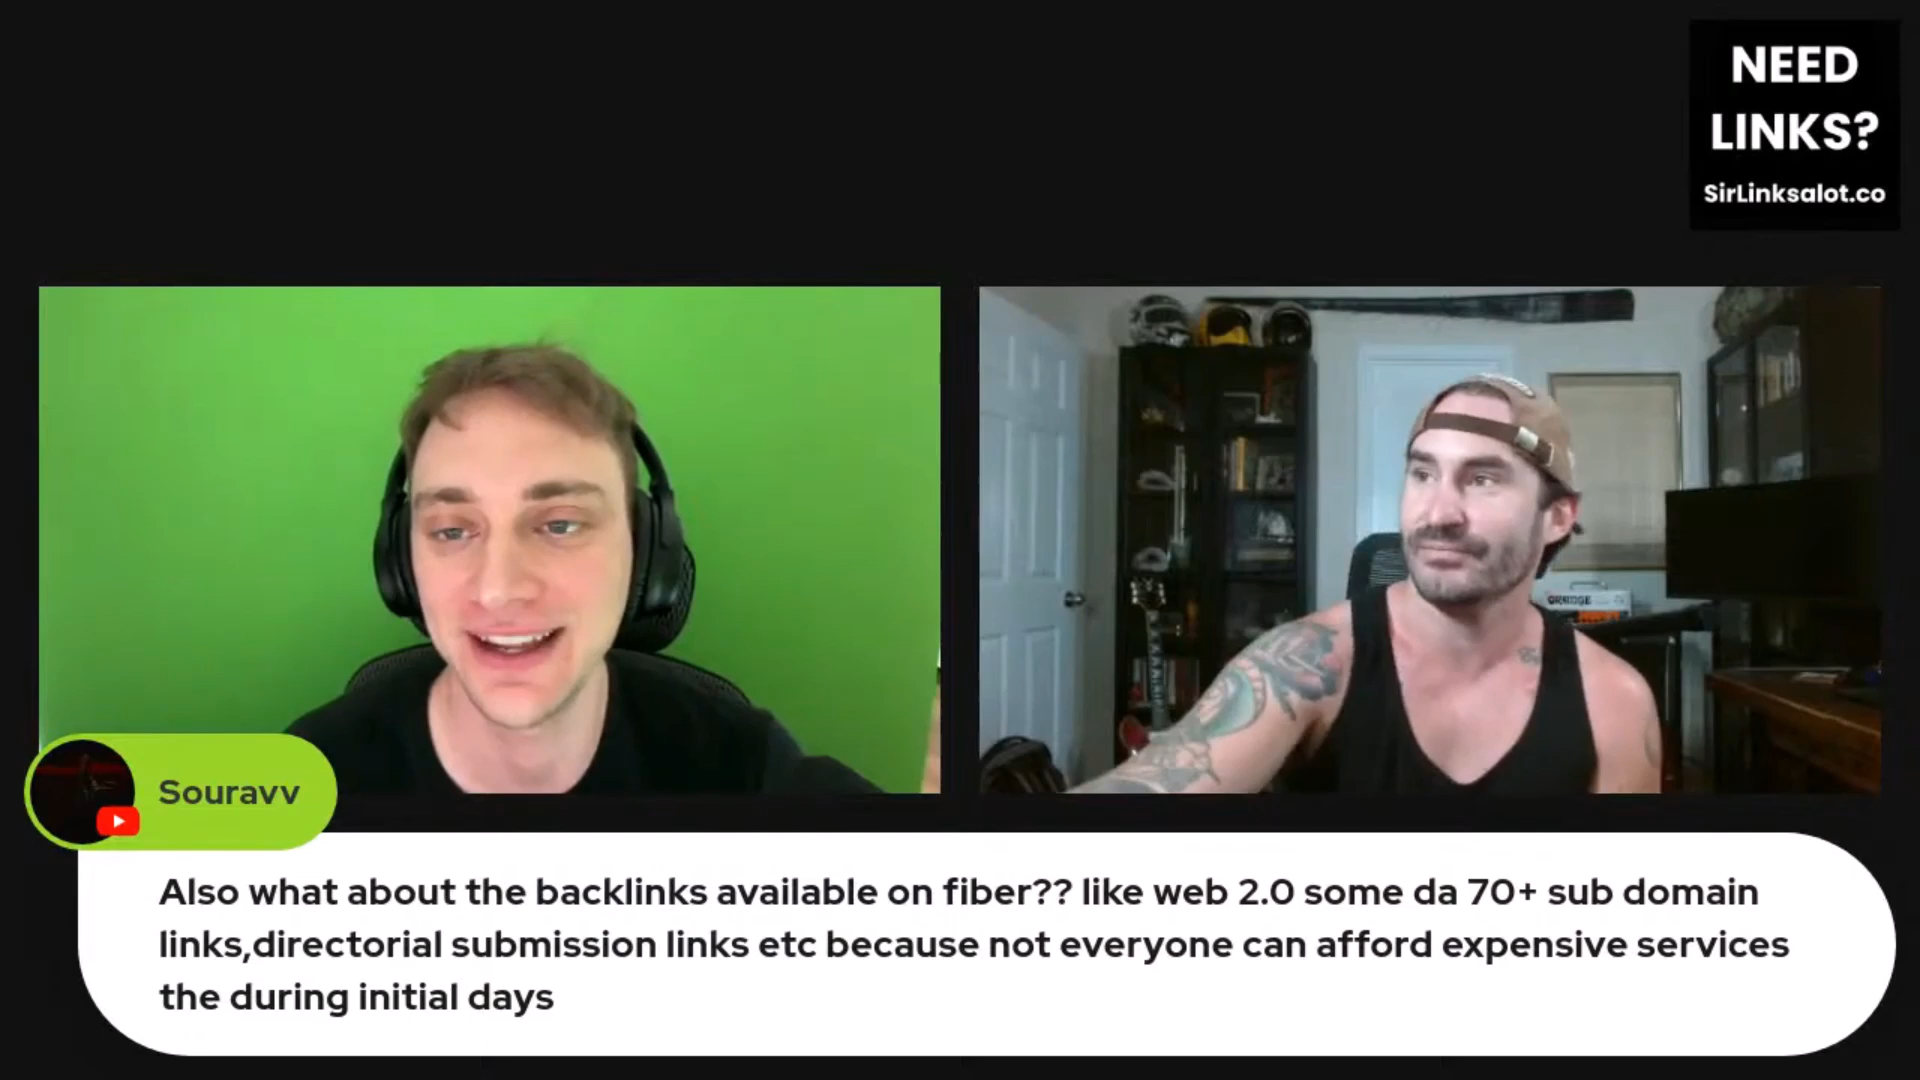 NEED
LINKS?
SirLinksalot.co
ORANGE
Souravv
Also what about the backlinks available on fiber?? like web 2.0 some da 70+ sub domain
links,directorial submission links etc because not everyone can afford expensive services
the during initial days